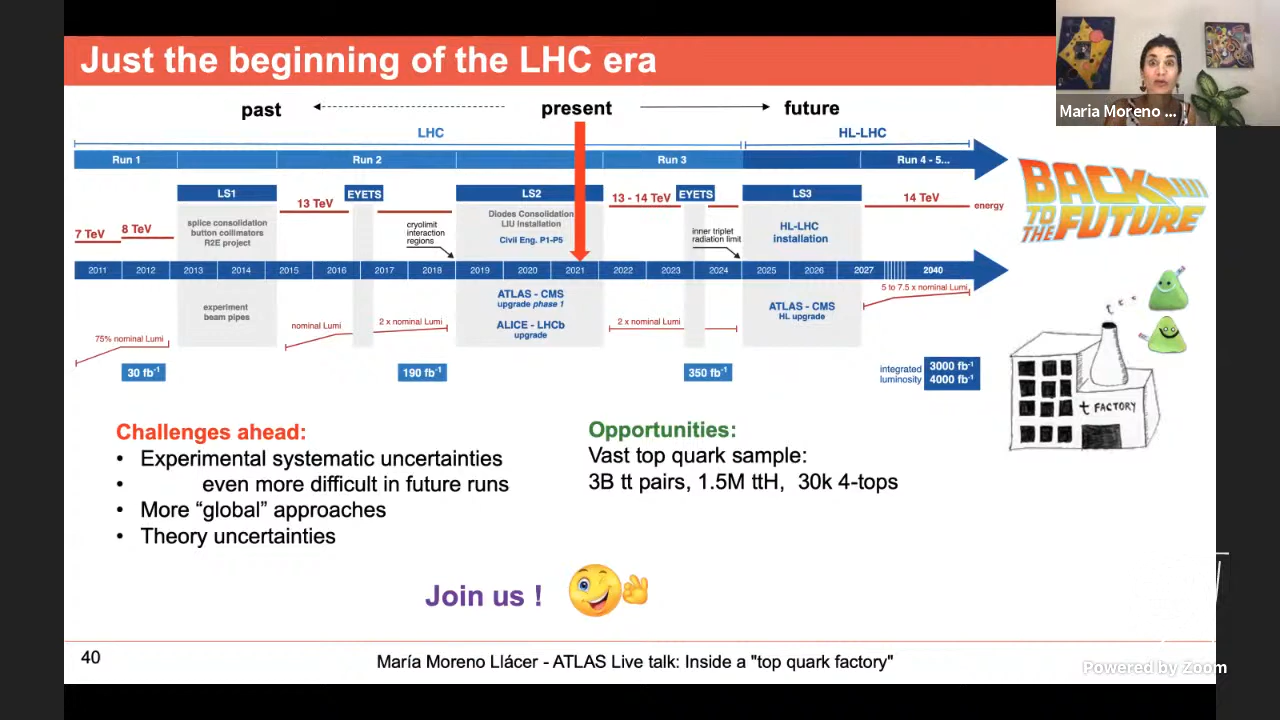 Just the beginning of the LHC era
Maria Moreno ...
past
present
future
LHC
HL-LHC
Run 1
Run 2
Run 3
Run 4 - 5...
LS1
EYETS
LS2
EYETS
LS3
7 TeV
8 TeV
13 TeV
13 - 14 TeV
14 TeV
energy
splice consolidation
button collimators
R2E project
cryolimit
interaction
regions
Diodes Consolidation
LIU Installation
Civil Eng. P1-P5
inner triplet
radiation limit
HL-LHC
installation
BACK
TO THE
FUTURE
2011 2012 2013 2014 2015 2016 2017 2018 2019 2020 2021 2022 2023 2024 2025 2026 2027 2040
75% nominal Lumi
experiment
beam pipes
nominal Lumi
2 x nominal Lumi
ATLAS - CMS
upgrade phase 1
ALICE - LHCb
upgrade
2 x nominal Lumi
ATLAS - CMS
HL upgrade
5 to 7.5 x nominal Lumi
30 fb-1
190 fb-1
350 fb-1
integrated
luminosity
3000 fb-1
4000 fb-1
t FACTORY
Challenges ahead:
• Experimental systematic uncertainties
• even more difficult in future runs
• More “global” approaches
• Theory uncertainties
Opportunities:
Vast top quark sample:
3B tt pairs, 1.5M ttH, 30k 4-tops
Join us !
40
María Moreno Llácer - ATLAS Live talk: Inside a "top quark factory"
Powered by Zoom